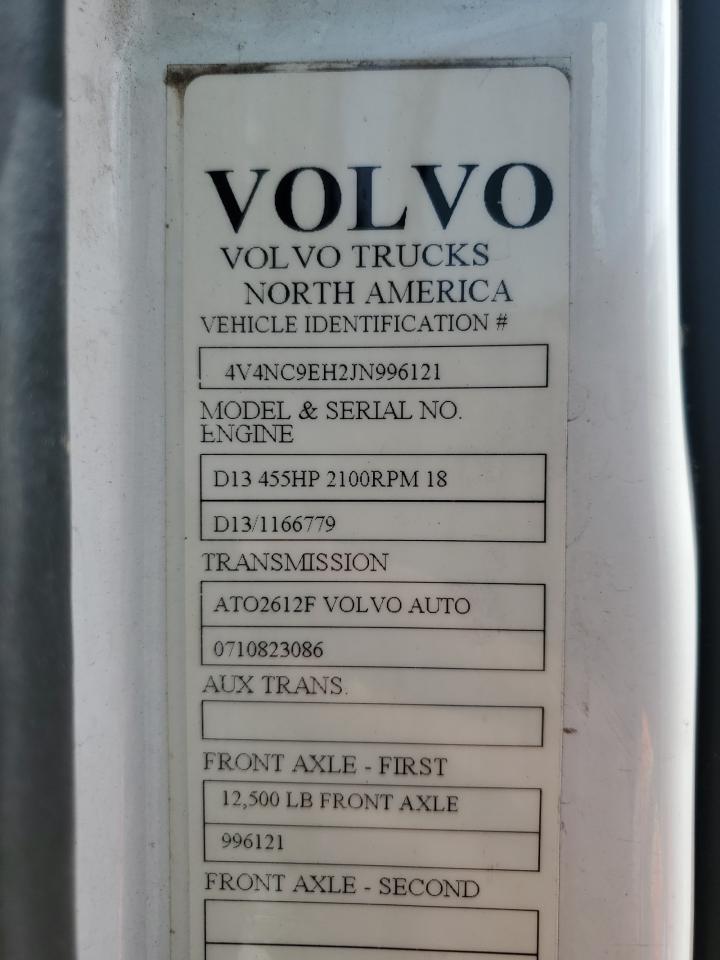 VOLVO
VOLVO TRUCKS
NORTH AMERICA
VEHICLE IDENTIFICATION #
4V4NC9EH2JN996121
MODEL & SERIAL NO.
ENGINE
D13 455HP 2100RPM 18
D13/1166779
TRANSMISSION
ATO2612F VOLVO AUTO
0710823086
AUX TRANS.
FRONT AXLE - FIRST
12,500 LB FRONT AXLE
996121
FRONT AXLE - SECOND